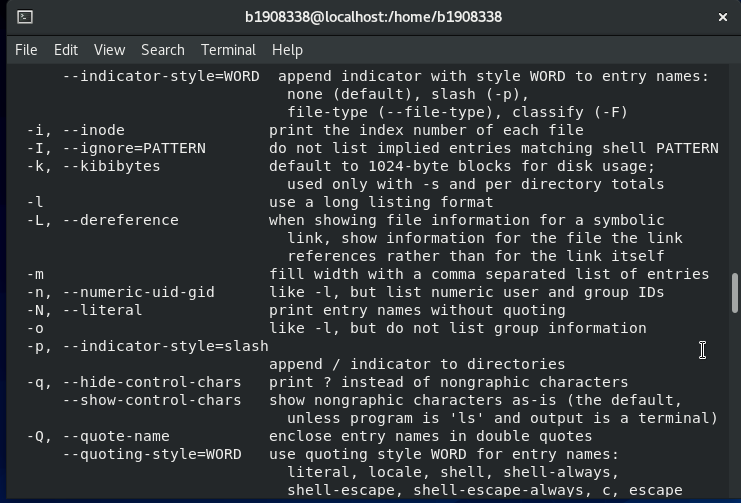 b1908338@localhost:/home/b1908338
File Edit View Search Terminal Help
--indicator-style=WORD  append indicator with style WORD to entry names:
none (default), slash (-p),
file-type (--file-type), classify (-F)
-i, --inode                print the index number of each file
-I, --ignore=PATTERN       do not list implied entries matching shell PATTERN
-k, --kibibytes            default to 1024-byte blocks for disk usage;
used only with -s and per directory totals
-l                         use a long listing format
-L, --dereference          when showing file information for a symbolic
link, show information for the file the link
references rather than for the link itself
-m                         fill width with a comma separated list of entries
-n, --numeric-uid-gid      like -l, but list numeric user and group IDs
-N, --literal              print entry names without quoting
-o                         like -l, but do not list group information
-p, --indicator-style=slash
append / indicator to directories
-q, --hide-control-chars   print ? instead of nongraphic characters
--show-control-chars   show nongraphic characters as-is (the default,
unless program is 'ls' and output is a terminal)
-Q, --quote-name           enclose entry names in double quotes
--quoting-style=WORD   use quoting style WORD for entry names:
literal, locale, shell, shell-always,
shell-escape, shell-escape-always, c, escape